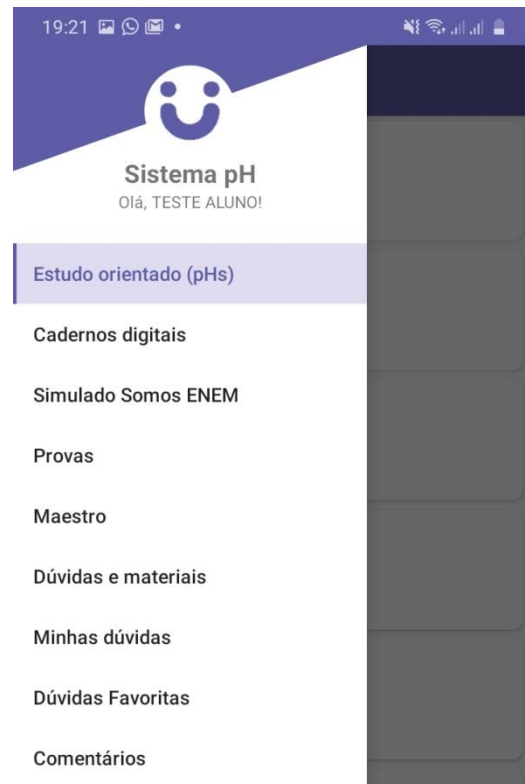 19:21
Sistema pH
Olá, TESTE ALUNO!
Estudo orientado (pHs)
Cadernos digitais
Simulado Somos ENEM
Provas
Maestro
Dúvidas e materiais
Minhas dúvidas
Dúvidas Favoritas
Comentários